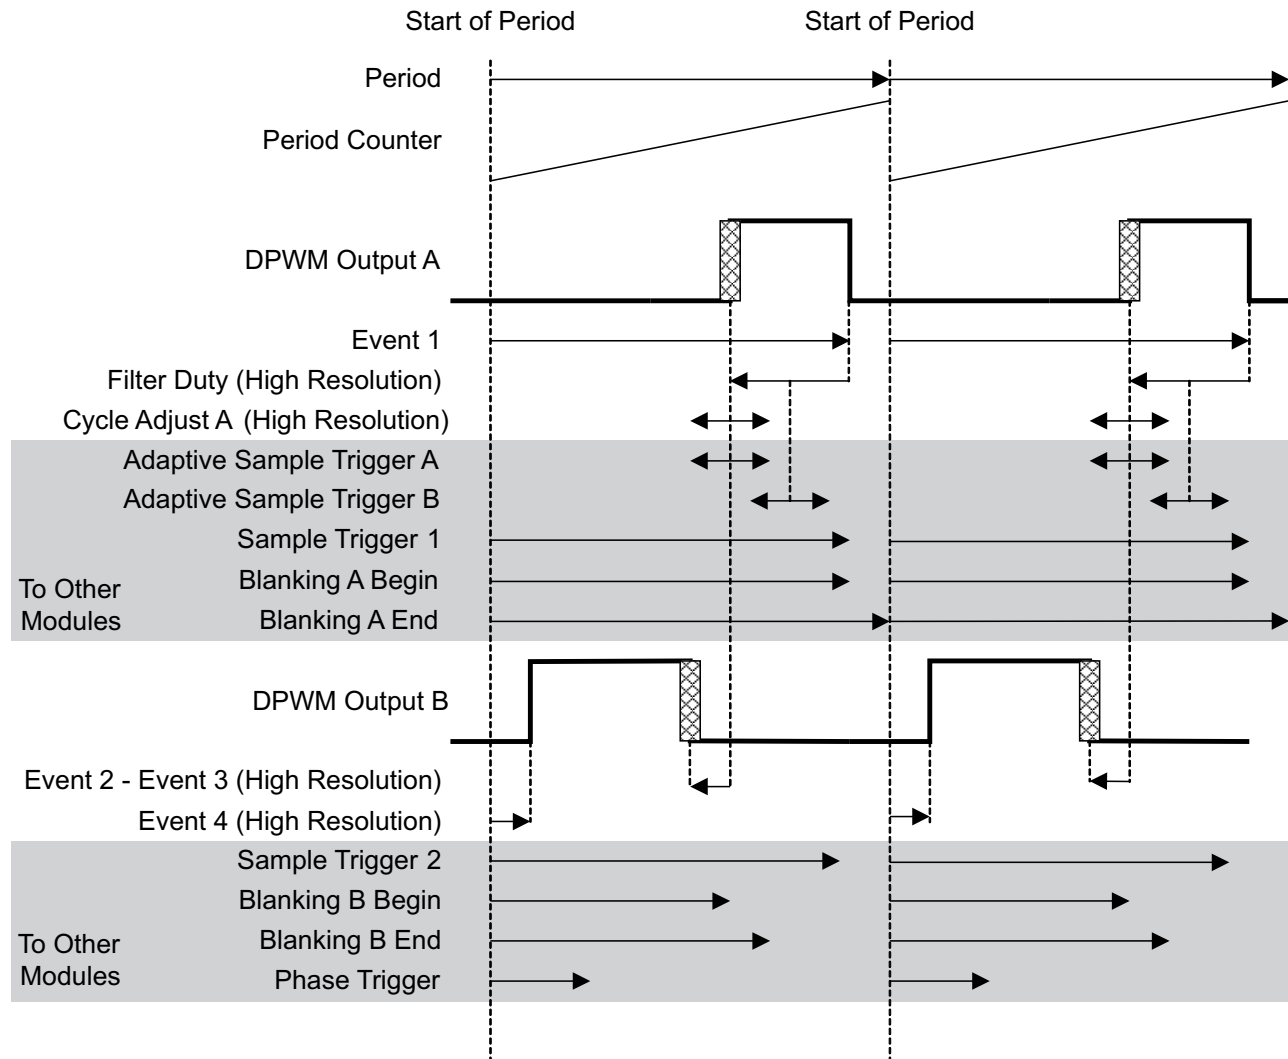 Start of Period
Start of Period
Period
Period Counter
DPWM Output A
Event 1
Filter Duty (High Resolution)
Cycle Adjust A (High Resolution)
Adaptive Sample Trigger A
Adaptive Sample Trigger B
Sample Trigger 1
Blanking A Begin
Blanking A End
To Other
Modules
DPWM Output B
Event 2 - Event 3 (High Resolution)
Event 4 (High Resolution)
Sample Trigger 2
Blanking B Begin
Blanking B End
Phase Trigger
To Other
Modules